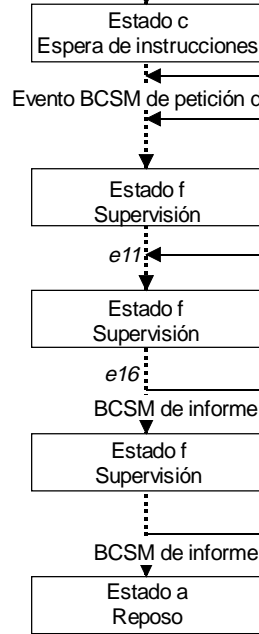 Estado c
Espera de instrucciones
Evento BCSM de petición d
Estado f
Supervisión
e11
Estado f
Supervisión
e16
BCSM de informe
Estado f
Supervisión
BCSM de informe
Estado a
Reposo